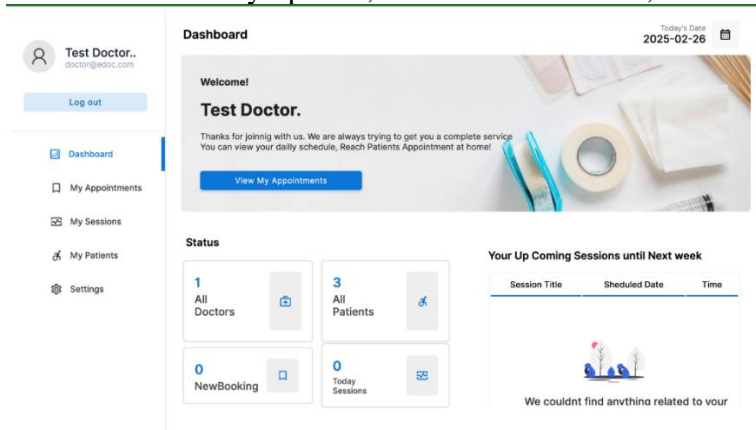 Test Doctor..
doctor@edoc.com
Log out
Dashboard
My Appointments
My Sessions
My Patients
Settings
Dashboard
Today's Date
2025-02-26
Welcome!
Test Doctor.
Thanks for joinnig with us. We are always trying to get you a complete service
You can view your dailly schedule, Reach Patients Appointment at home!
View My Appointments
Status
1
All
Doctors
3
All
Patients
0
NewBooking
0
Today
Sessions
Your Up Coming Sessions until Next week
Session Title Sheduled Date Time
We couldnt find anything related to your